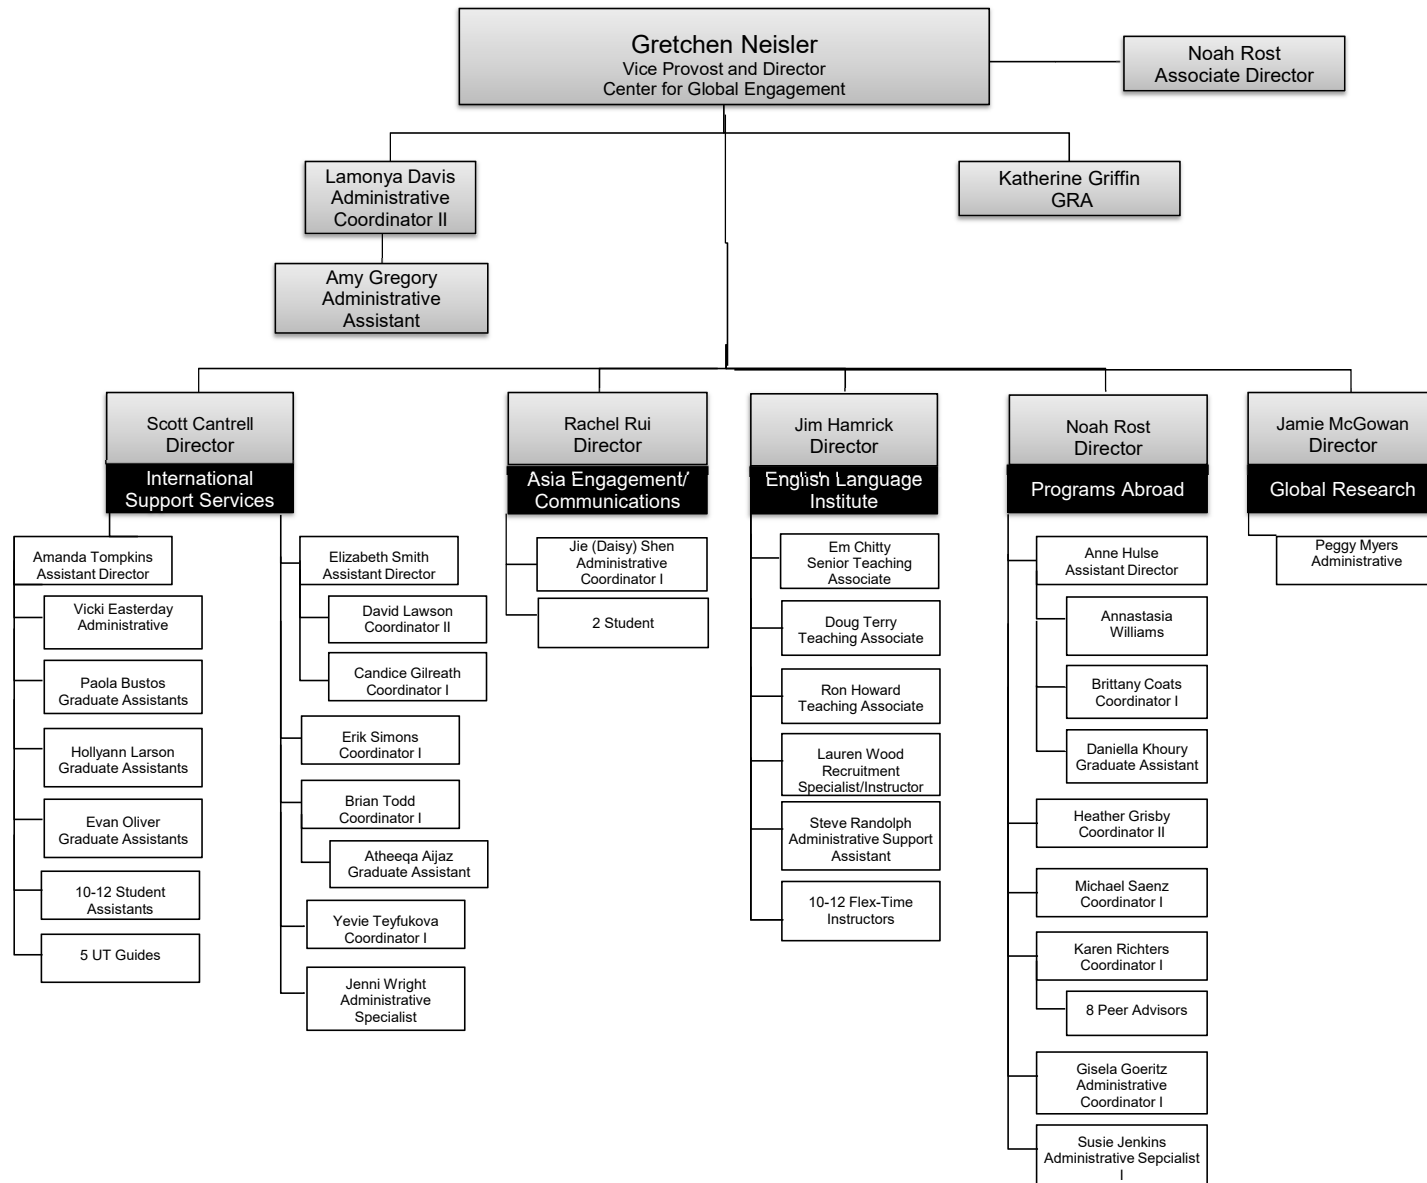 Gretchen Neisler
Vice Provost and Director
Center for Global Engagement
Noah Rost
Associate Director
Lamonya Davis
Administrative
Coordinator II
Katherine Griffin
GRA
Amy Gregory
Administrative
Assistant
Scott Cantrell
Director
International
Support Services
Amanda Tompkins
Assistant Director
Vicki Easterday
Administrative
Paola Bustos
Graduate Assistants
Hollyann Larson
Graduate Assistants
Evan Oliver
Graduate Assistants
10-12 Student
Assistants
5 UT Guides
Elizabeth Smith
Assistant Director
David Lawson
Coordinator II
Candice Gilreath
Coordinator I
Erik Simons
Coordinator I
Brian Todd
Coordinator I
Atheeqa Aijaz
Graduate Assistant
Yevie Teyfukova
Coordinator I
Jenni Wright
Administrative
Specialist
Rachel Rui
Director
Asia Engagement/
Communications
Jie (Daisy) Shen
Administrative
Coordinator I
2 Student
Jim Hamrick
Director
English Language
Institute
Em Chitty
Senior Teaching
Associate
Doug Terry
Teaching Associate
Ron Howard
Teaching Associate
Lauren Wood
Recruitment
Specialist/Instructor
Steve Randolph
Administrative Support
Assistant
10-12 Flex-Time
Instructors
Noah Rost
Director
Programs Abroad
Anne Hulse
Assistant Director
Annastasia
Williams
Brittany Coats
Coordinator I
Daniella Khoury
Graduate Assistant
Heather Grisby
Coordinator II
Michael Saenz
Coordinator I
Karen Richters
Coordinator I
8 Peer Advisors
Gisela Goeritz
Administrative
Coordinator I
Susie Jenkins
Administrative Sepcialist
I
Jamie McGowan
Director
Global Research
Peggy Myers
Administrative